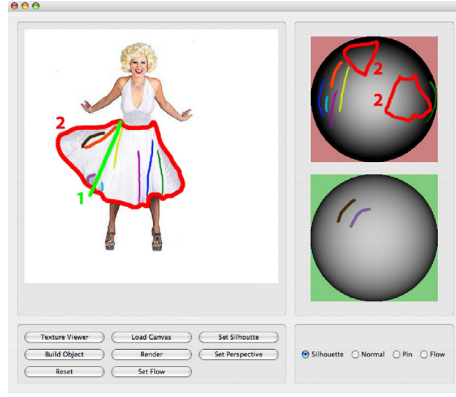 2
2
2
1
Texture Viewer
Load Canvas
Set Silhoutte
Build Object
Render
Set Perspective
Reset
Set Flow
Silhouette
Normal
Pin
Flow